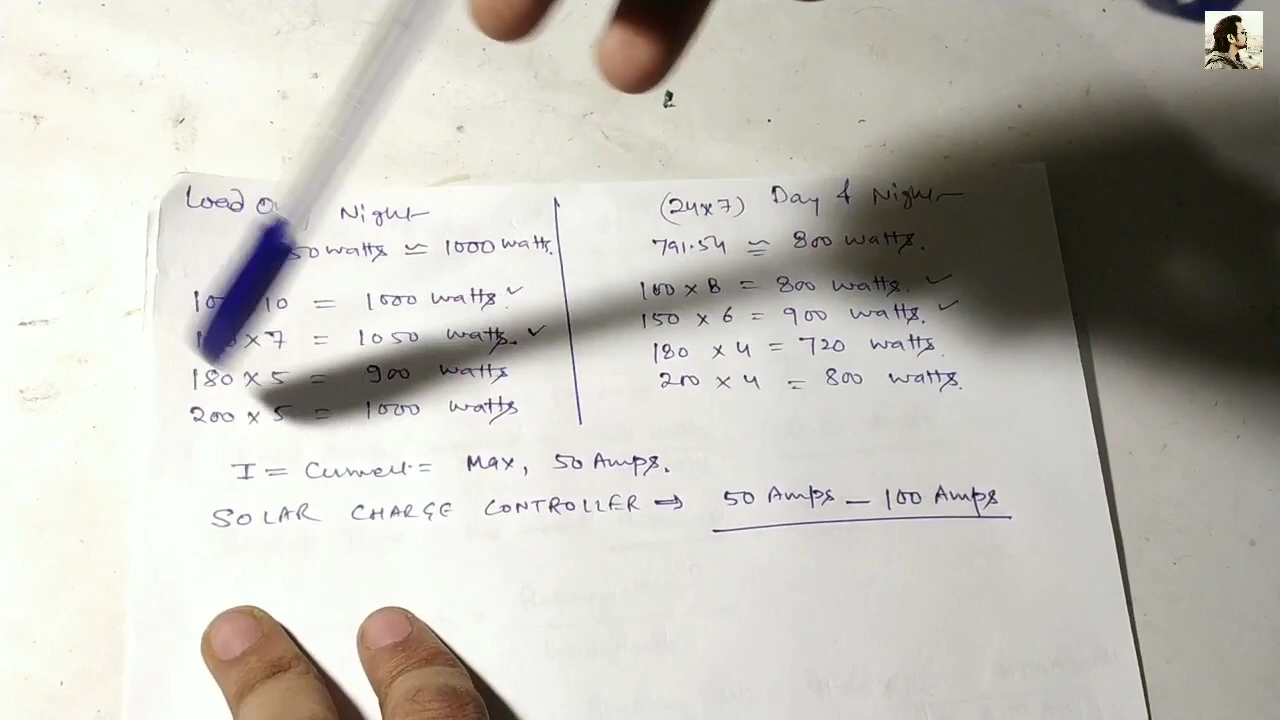 Load Night
50 watts ≃ 1000 watts.
10 = 1000 watts ✓
x 7 = 1050 watts. ✓
180 x 5 = 900 watts
200 x 5 = 1000 watts
(24x7) Day & Night
791.54 ≃ 800 watts.
100 x 8 = 800 watts. ✓
150 x 6 = 900 watts. ✓
180 x 4 = 720 watts.
200 x 4 = 800 watts.
I = Current = Max, 50 Amps.
SOLAR CHARGE CONTROLLER ⇒ 50 Amps — 100 Amps